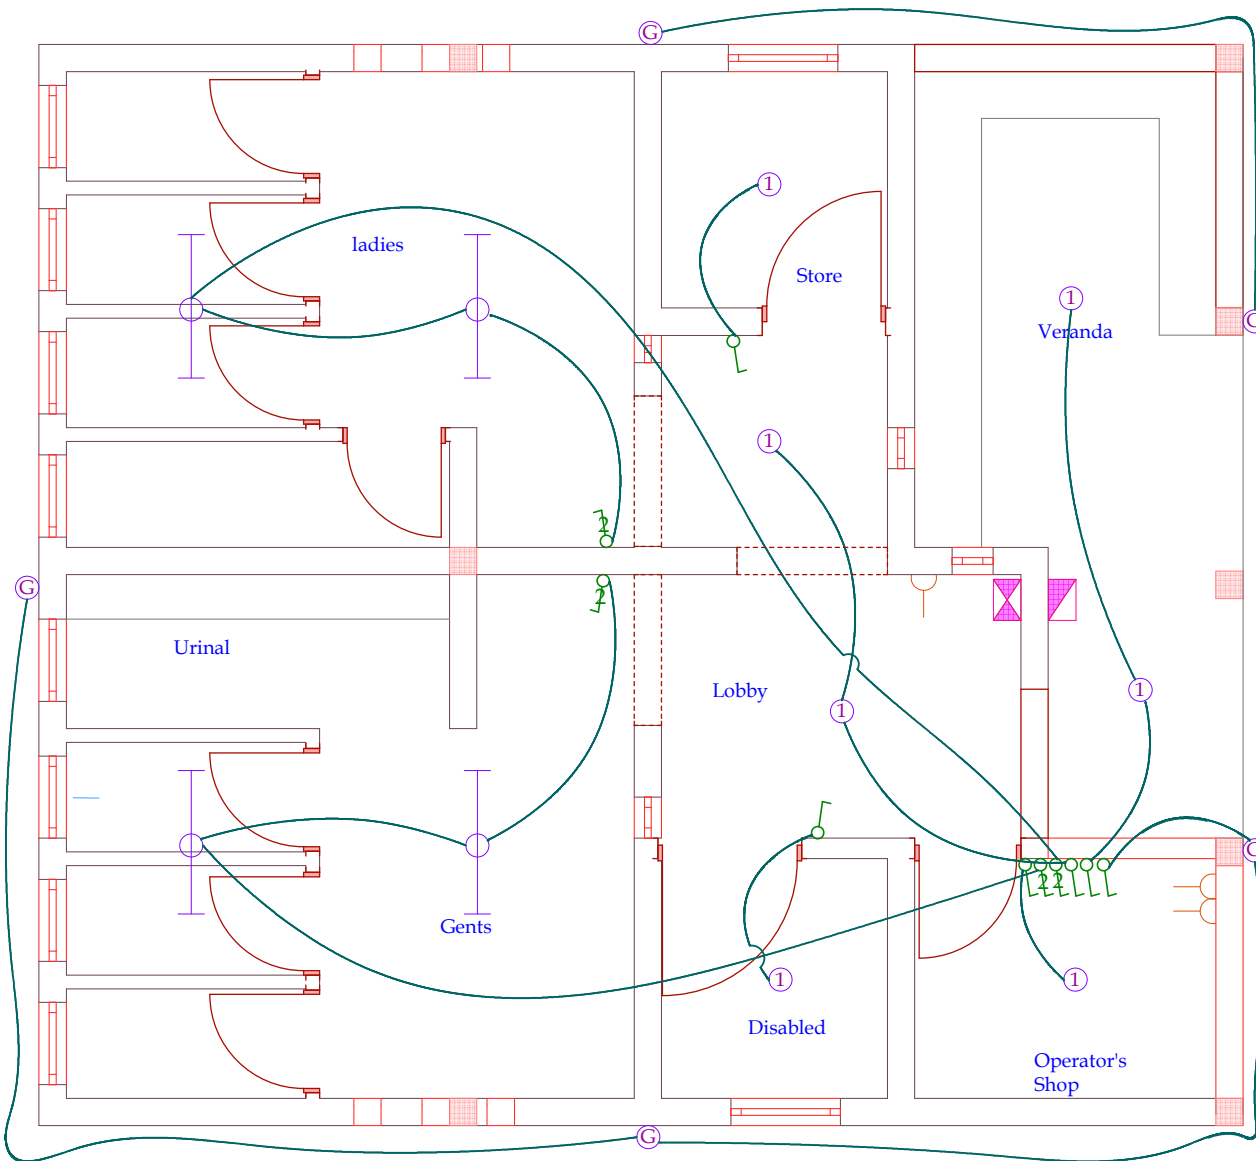 G
1
ladies
Store
1
Veranda
G
1
2
G
2
Urinal
1
Lobby
1
2
2
G
Gents
1
1
Disabled
Operator's
Shop
G